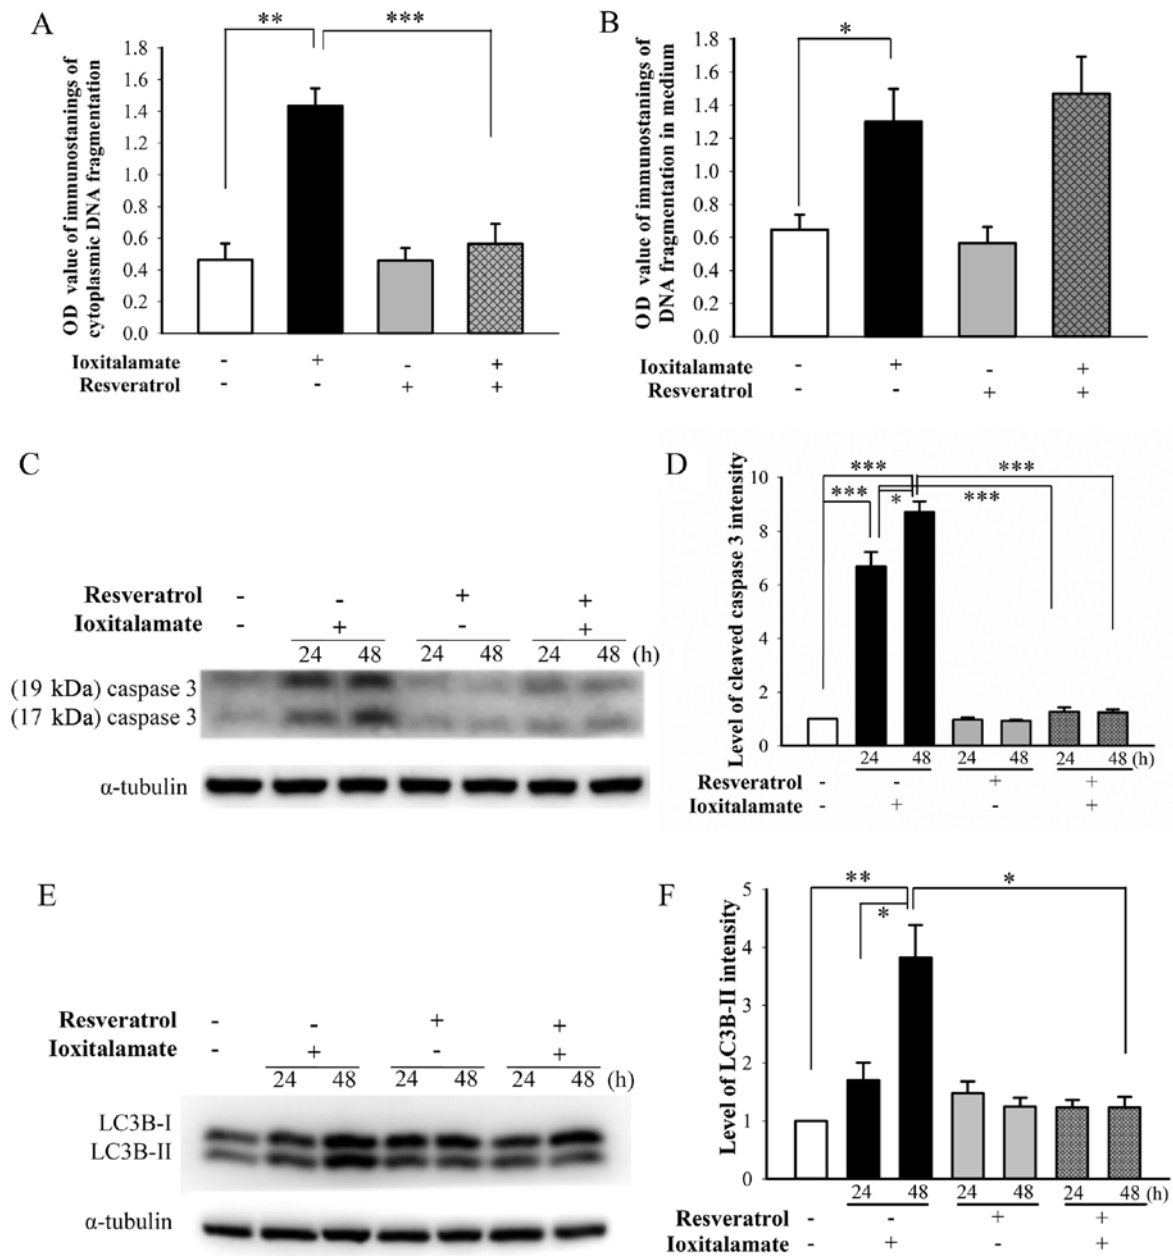 A
** ***
OD value of immunostanings of
cytoplasmic DNA fragmentation
1.8
1.6
1.4
1.2
1.0
0.8
0.6
0.4
0.2
0.0
Ioxitalamate - + - +
Resveratrol - - + +
B
*
OD value of immunostanings of
DNA fragmentation in medium
1.8
1.6
1.4
1.2
1.0
0.8
0.6
0.4
0.2
0.0
Ioxitalamate - + - +
Resveratrol - - + +
C
Resveratrol - - + +
Ioxitalamate - + - +
24 48 24 48 24 48 (h)
(19 kDa) caspase 3
(17 kDa) caspase 3
α-tubulin
D
*** ***
*** * ***
Level of cleaved caspase 3 intensity
10
8
6
4
2
0
24 48 24 48 24 48 (h)
Resveratrol - - + +
Ioxitalamate - + - +
E
Resveratrol - - + +
Ioxitalamate - + - +
24 48 24 48 24 48 (h)
LC3B-I
LC3B-II
α-tubulin
F
** *
*
Level of LC3B-II intensity
5
4
3
2
1
0
24 48 24 48 24 48 (h)
Resveratrol - - + +
Ioxitalamate - + - +